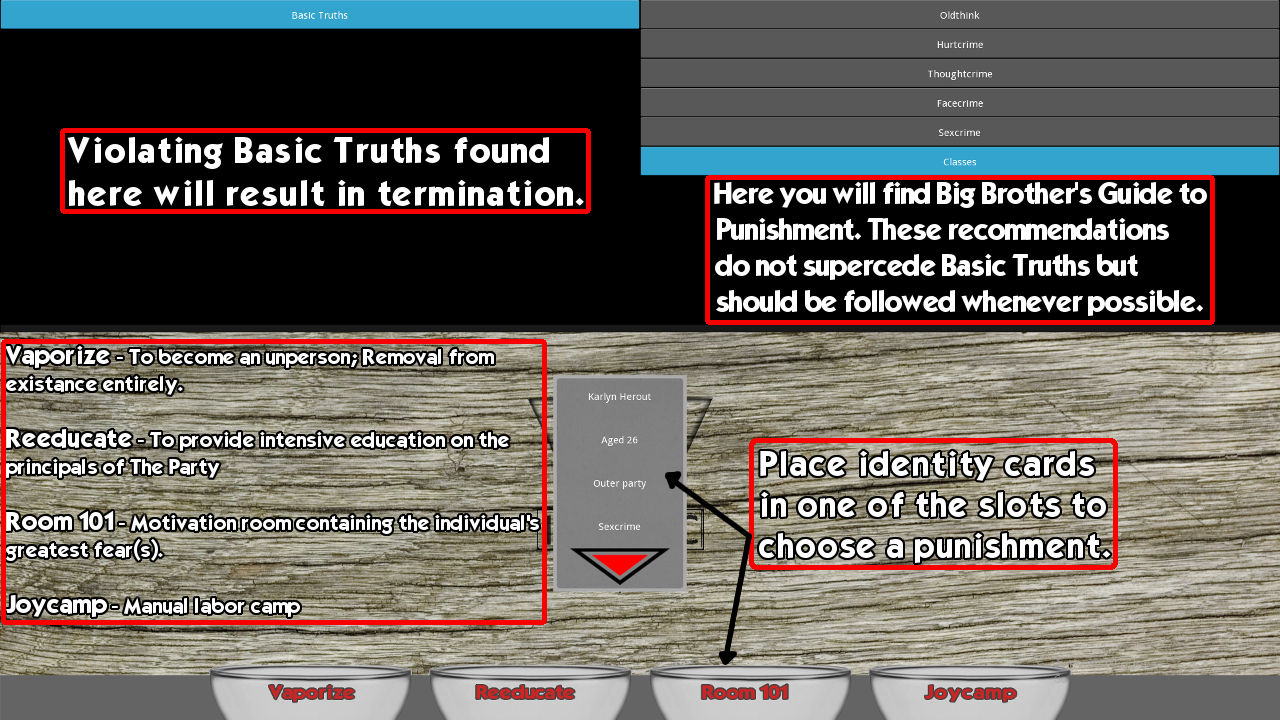 Basic Truths
Violating Basic Truths found
here will result in termination.
Oldthink
Hurtcrime
Thoughtcrime
Facecrime
Sexcrime
Classes
Here you will find Big Brother's Guide to
Punishment. These recommendations
do not supercede Basic Truths but
should be followed whenever possible.
Vaporize - To become an unperson; Removal from
existance entirely.
Reeducate - To provide intensive education on the
principals of The Party
Room 101 - Motivation room containing the individual's
greatest fear(s).
Joycamp - Manual labor camp
Karlyn Herout
Aged 26
Outer party
Sexcrime
Place identity cards
in one of the slots to
choose a punishment.
Vaporize
Reeducate
Room 101
Joycamp